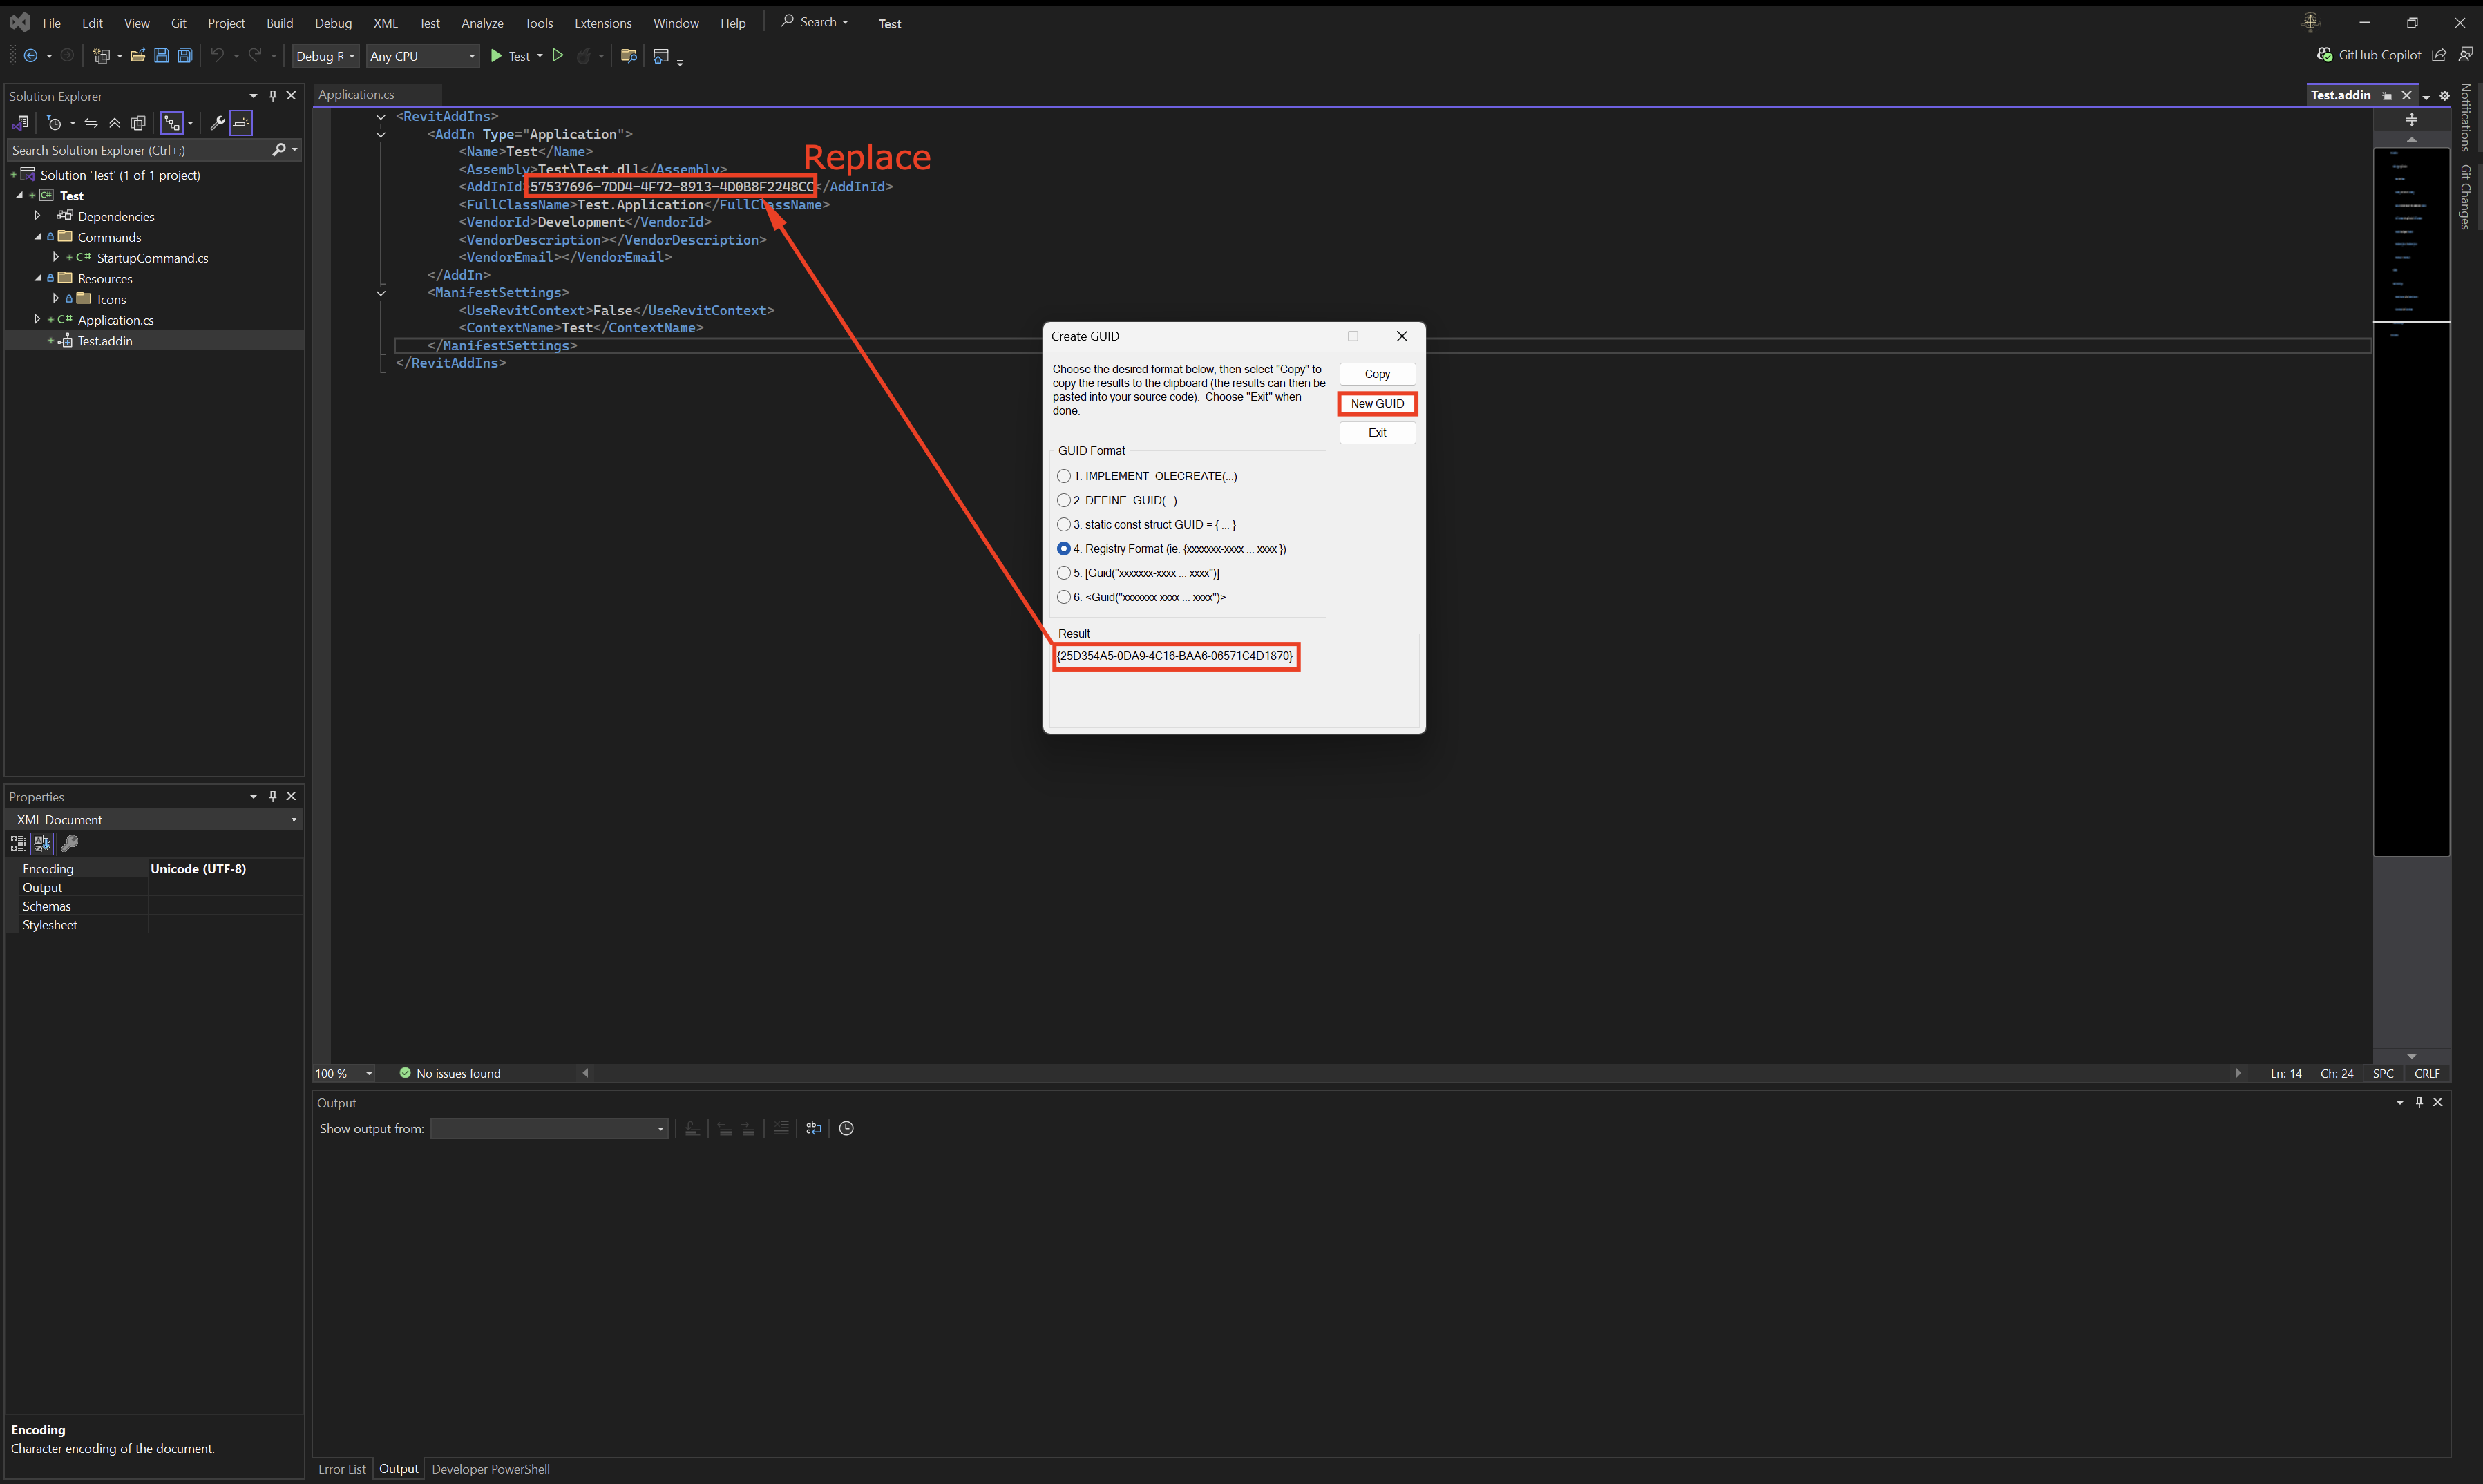 File Edit View Git Project Build Debug XML Test Analyze Tools Extensions Window Help Search Test
Debug R Any CPU Test GitHub Copilot
Solution Explorer
Search Solution Explorer (Ctrl+;)
Solution 'Test' (1 of 1 project)
Test
Dependencies
Commands
C# StartupCommand.cs
Resources
Icons
C# Application.cs
Test.addin
Properties
XML Document
Encoding Unicode (UTF-8)
Output
Schemas
Stylesheet
Encoding
Character encoding of the document.
Application.cs
Test.addin
<RevitAddIns>
<AddIn Type="Application">
<Name>Test</Name>
<Assembly>Test\Test.dll</Assembly>
<AddInId>57537696-7DD4-4F72-8913-4D0B8F2248CC</AddInId>
<FullClassName>Test.Application</FullClassName>
<VendorId>Development</VendorId>
<VendorDescription></VendorDescription>
<VendorEmail></VendorEmail>
</AddIn>
<ManifestSettings>
<UseRevitContext>False</UseRevitContext>
<ContextName>Test</ContextName>
</ManifestSettings>
</RevitAddIns>
Replace
Create GUID
Choose the desired format below, then select "Copy" to
copy the results to the clipboard (the results can then be
pasted into your source code). Choose "Exit" when
done.
Copy
New GUID
Exit
GUID Format
1. IMPLEMENT_OLECREATE(...)
2. DEFINE_GUID(...)
3. static const struct GUID = { ... }
4. Registry Format (ie. {xxxxxxx-xxxx ... xxxx })
5. [Guid("xxxxxxx-xxxx ... xxxx")]
6. <Guid("xxxxxxx-xxxx ... xxxx")>
Result
{25D354A5-0DA9-4C16-BAA6-06571C4D1870}
Notifications
Git Changes
100 % No issues found Ln: 14 Ch: 24 SPC CRLF
Output
Show output from:
Error List Output Developer PowerShell